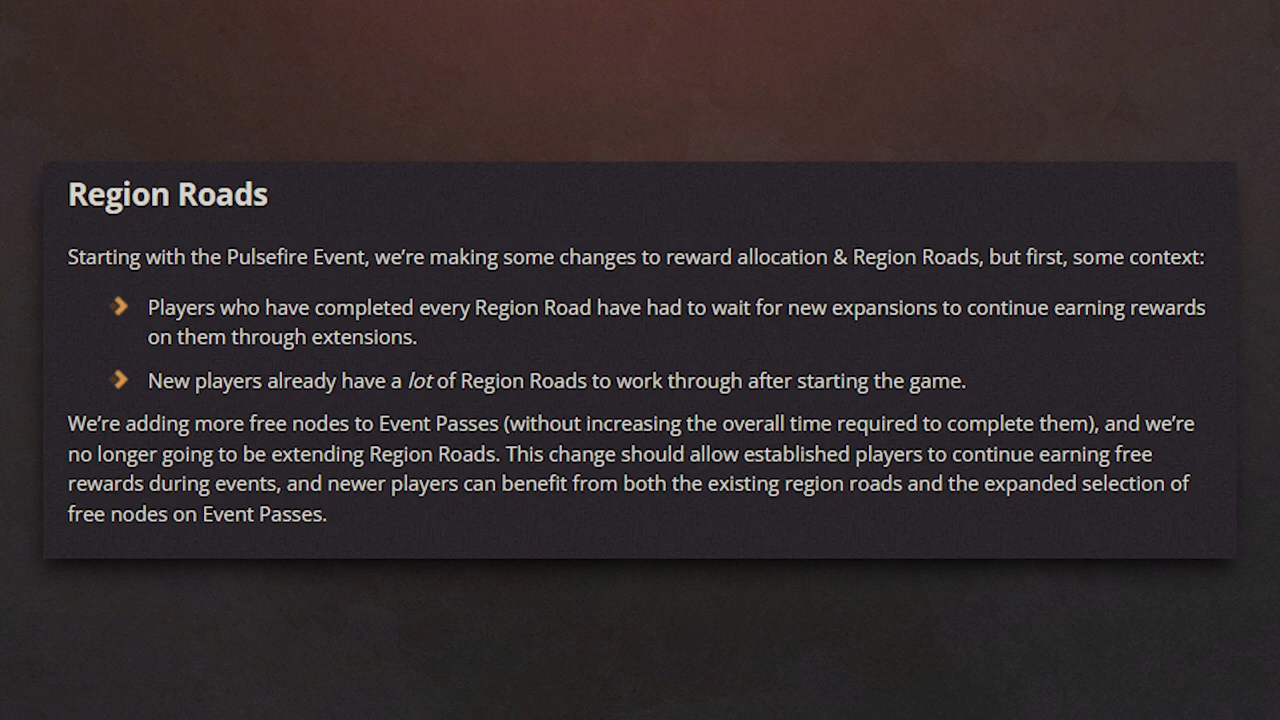 Region Roads
Starting with the Pulsefire Event, we're making some changes to reward allocation & Region Roads, but first, some context:
Players who have completed every Region Road have had to wait for new expansions to continue earning rewards
on them through extensions.
New players already have a lot of Region Roads to work through after starting the game.
We're adding more free nodes to Event Passes (without increasing the overall time required to complete them), and we're
no longer going to be extending Region Roads. This change should allow established players to continue earning free
rewards during events, and newer players can benefit from both the existing region roads and the expanded selection of
free nodes on Event Passes.